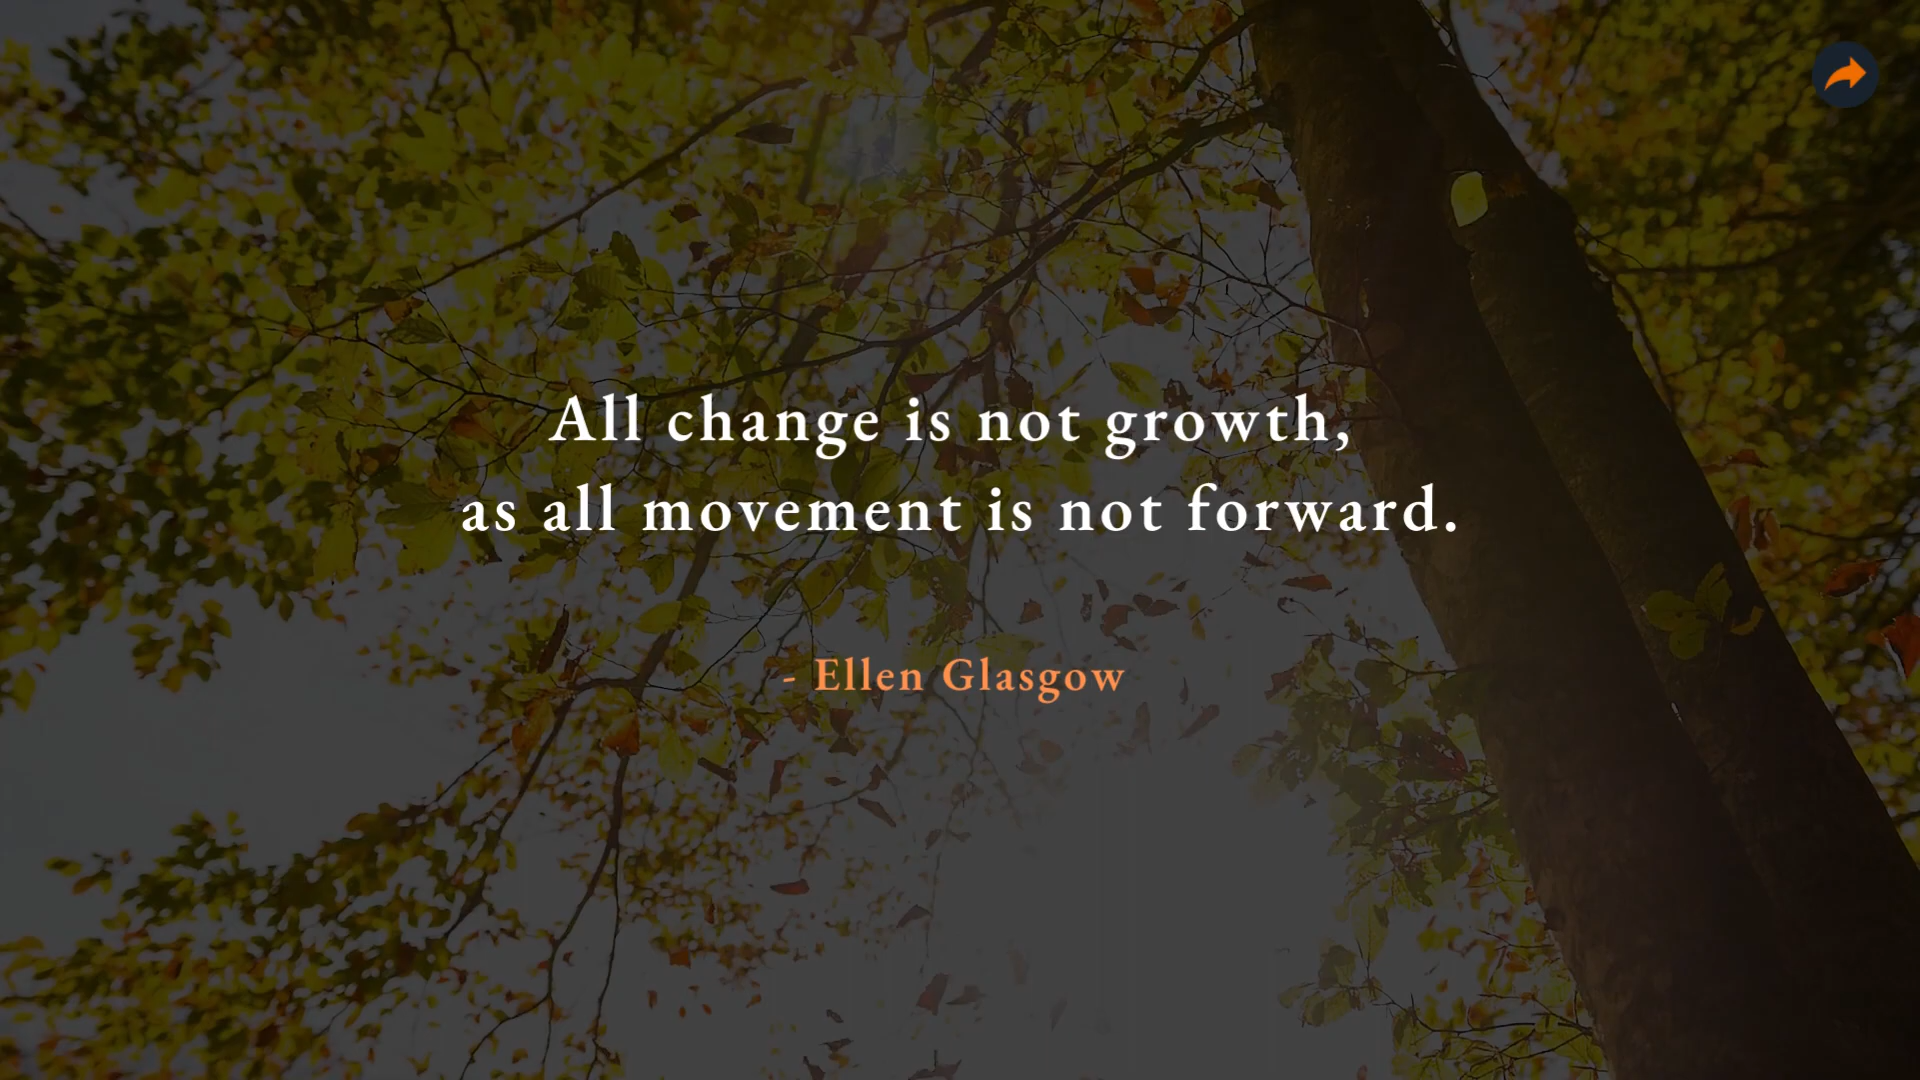 All change is not growth,
as all movement is not forward.
- Ellen Glasgow